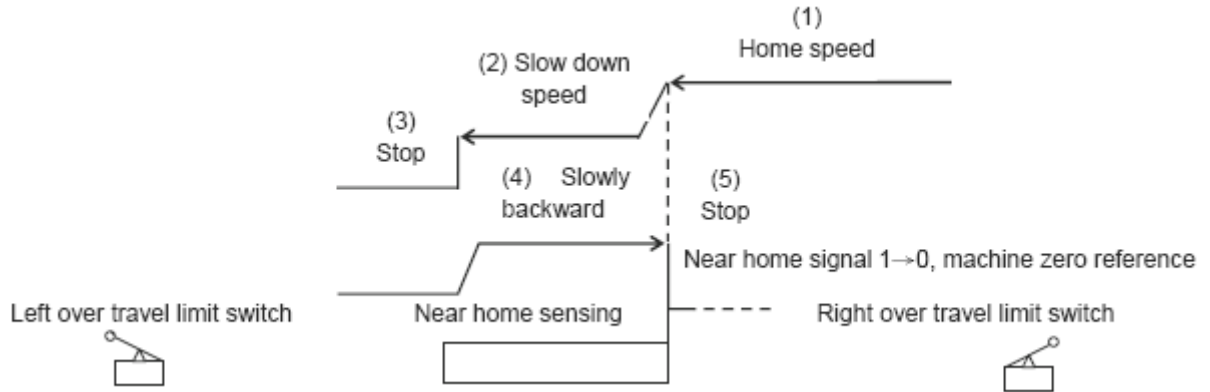 (1)
Home speed
(2) Slow down
speed
(3)
Stop
(4) Slowly
backward
(5)
Stop
Near home signal 1→0, machine zero reference
Left over travel limit switch
Near home sensing
Right over travel limit switch